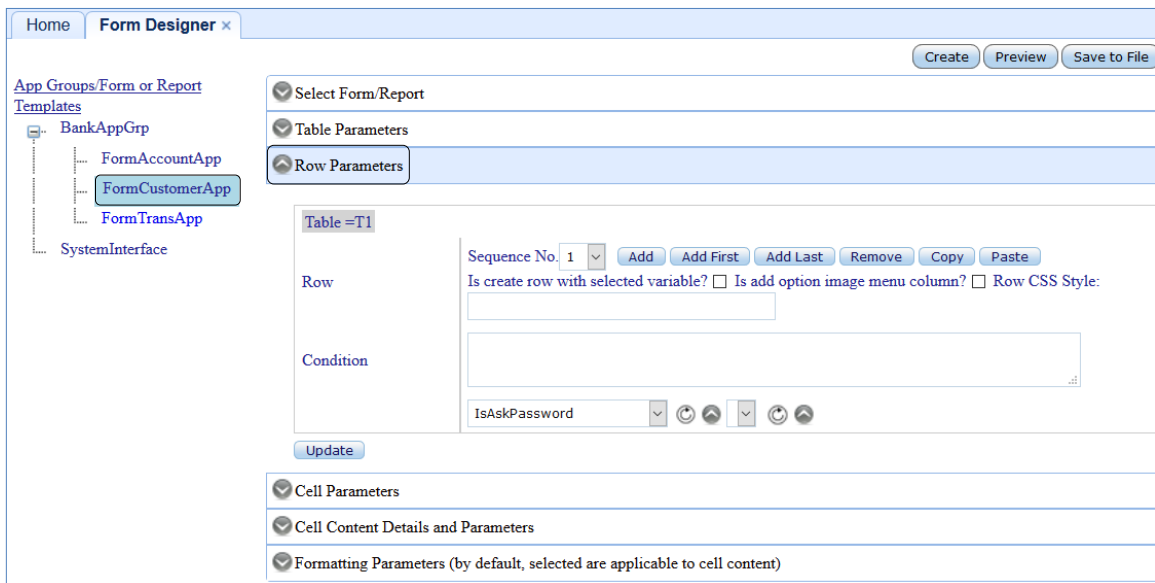 Home Form Designer ×
Create Preview Save to File
App Groups/Form or Report
Templates
BankAppGrp
FormAccountApp
FormCustomerApp
FormTransApp
SystemInterface
Select Form/Report
Table Parameters
Row Parameters
Table =T1
Row
Sequence No. 1 Add Add First Add Last Remove Copy Paste
Is create row with selected variable? Is add option image menu column? Row CSS Style:
Condition
IsAskPassword
Update
Cell Parameters
Cell Content Details and Parameters
Formatting Parameters (by default, selected are applicable to cell content)